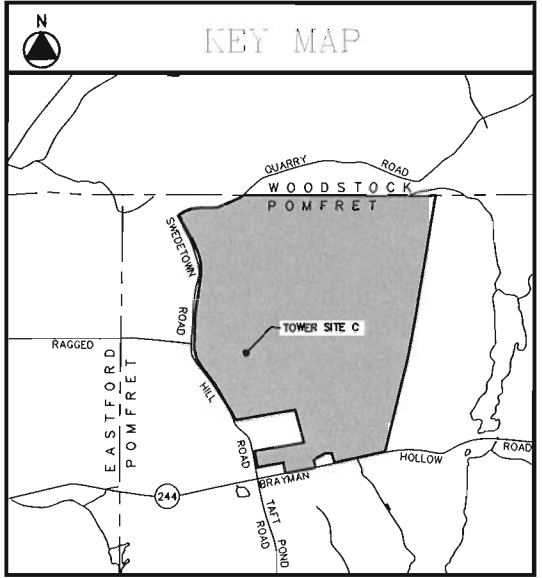 N
KEY MAP
QUARRY ROAD
WOODSTOCK
POMFRET
SWEDETOWN
ROAD
TOWER SITE C
RAGGED
HILL
ROAD
EASTFORD
POMFRET
BRAYMAN
HOLLOW
ROAD
244
TAFT POND
ROAD